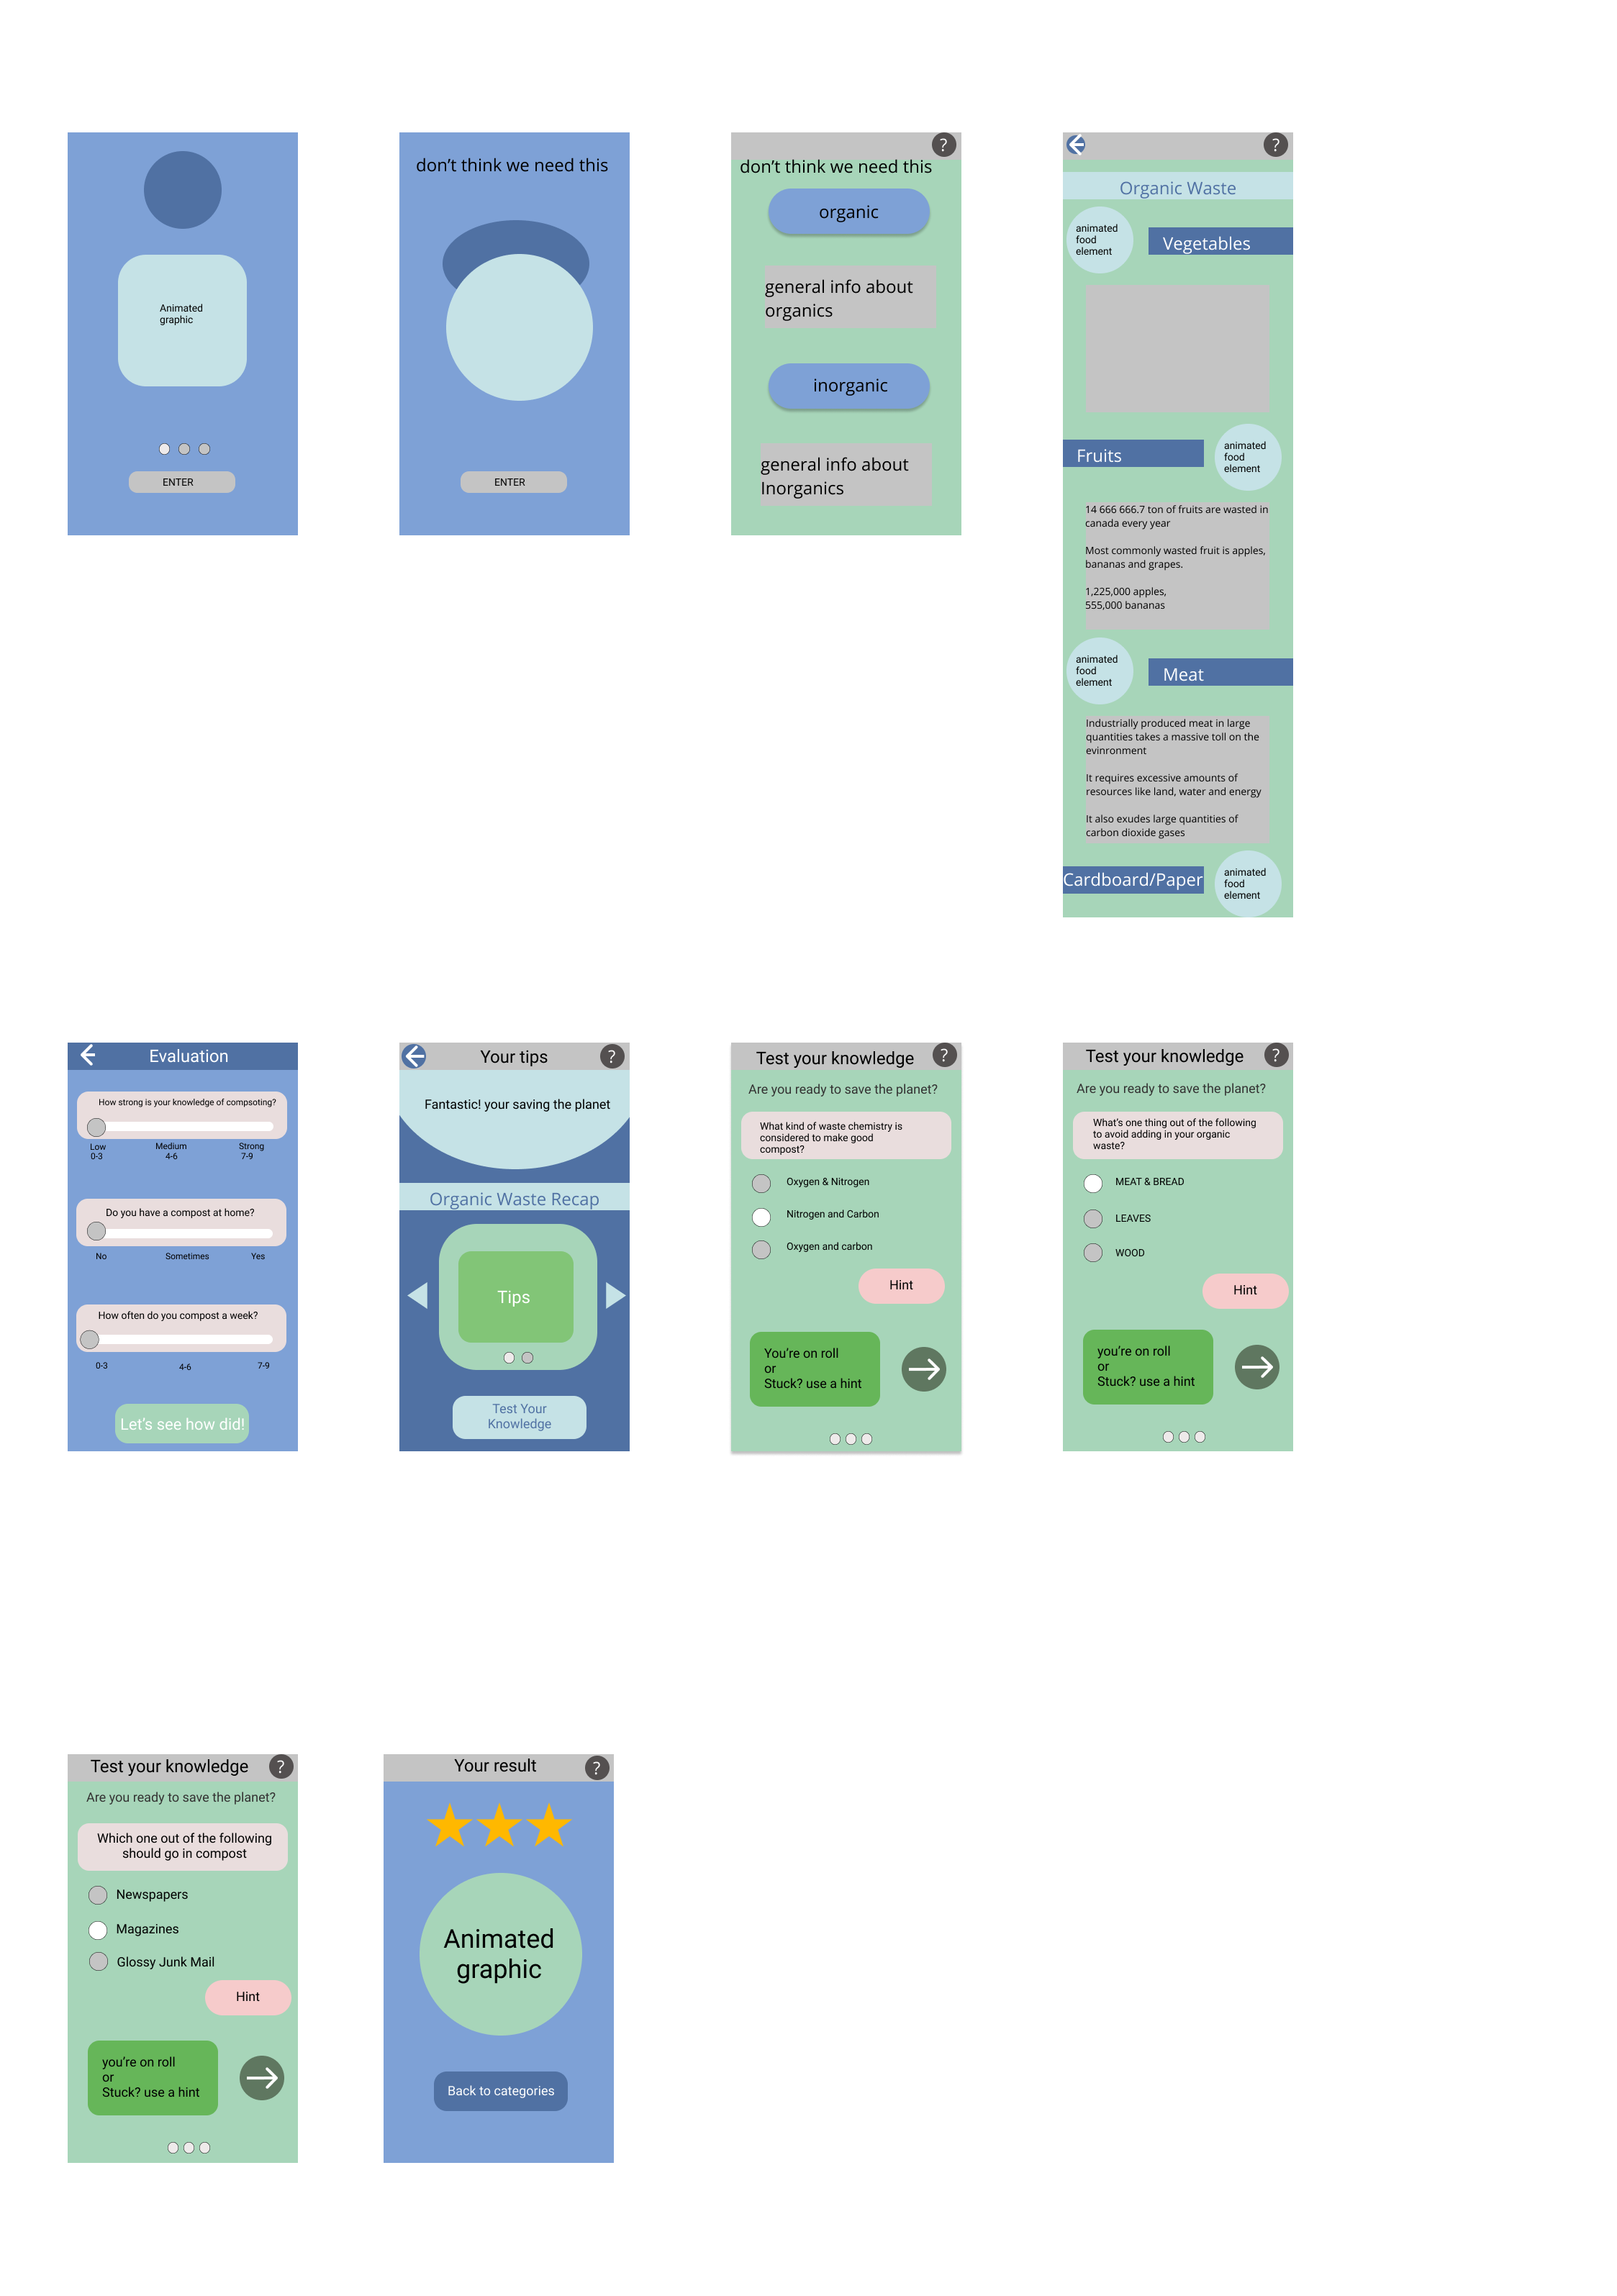 Animated
graphic
ENTER
don't think we need this
ENTER
?
don't think we need this
organic
general info about
organics
inorganic
general info about
Inorganics
?
Organic Waste
animated
food
element
Vegetables
Fruits
animated
food
element
14 666 666.7 ton of fruits are wasted in
canada every year
Most commonly wasted fruit is apples,
bananas and grapes.
1,225,000 apples,
555,000 bananas
animated
food
element
Meat
Industrially produced meat in large
quantities takes a massive toll on the
evinronment
It requires excessive amounts of
resources like land, water and energy
It also exudes large quantities of
carbon dioxide gases
Cardboard/Paper
animated
food
element
Evaluation
How strong is your knowledge of compsoting?
Low Medium Strong
0-3 4-6 7-9
Do you have a compost at home?
No Sometimes Yes
How often do you compost a week?
0-3 4-6 7-9
Let's see how did!
Your tips ?
Fantastic! your saving the planet
Organic Waste Recap
Tips
Test Your
Knowledge
Test your knowledge ?
Are you ready to save the planet?
What kind of waste chemistry is
considered to make good
compost?
Oxygen & Nitrogen
Nitrogen and Carbon
Oxygen and carbon
Hint
You're on roll
or
Stuck? use a hint
Test your knowledge ?
Are you ready to save the planet?
What's one thing out of the following
to avoid adding in your organic
waste?
MEAT & BREAD
LEAVES
WOOD
Hint
you're on roll
or
Stuck? use a hint
Test your knowledge ?
Are you ready to save the planet?
Which one out of the following
should go in compost
Newspapers
Magazines
Glossy Junk Mail
Hint
you're on roll
or
Stuck? use a hint
Your result ?
Animated
graphic
Back to categories